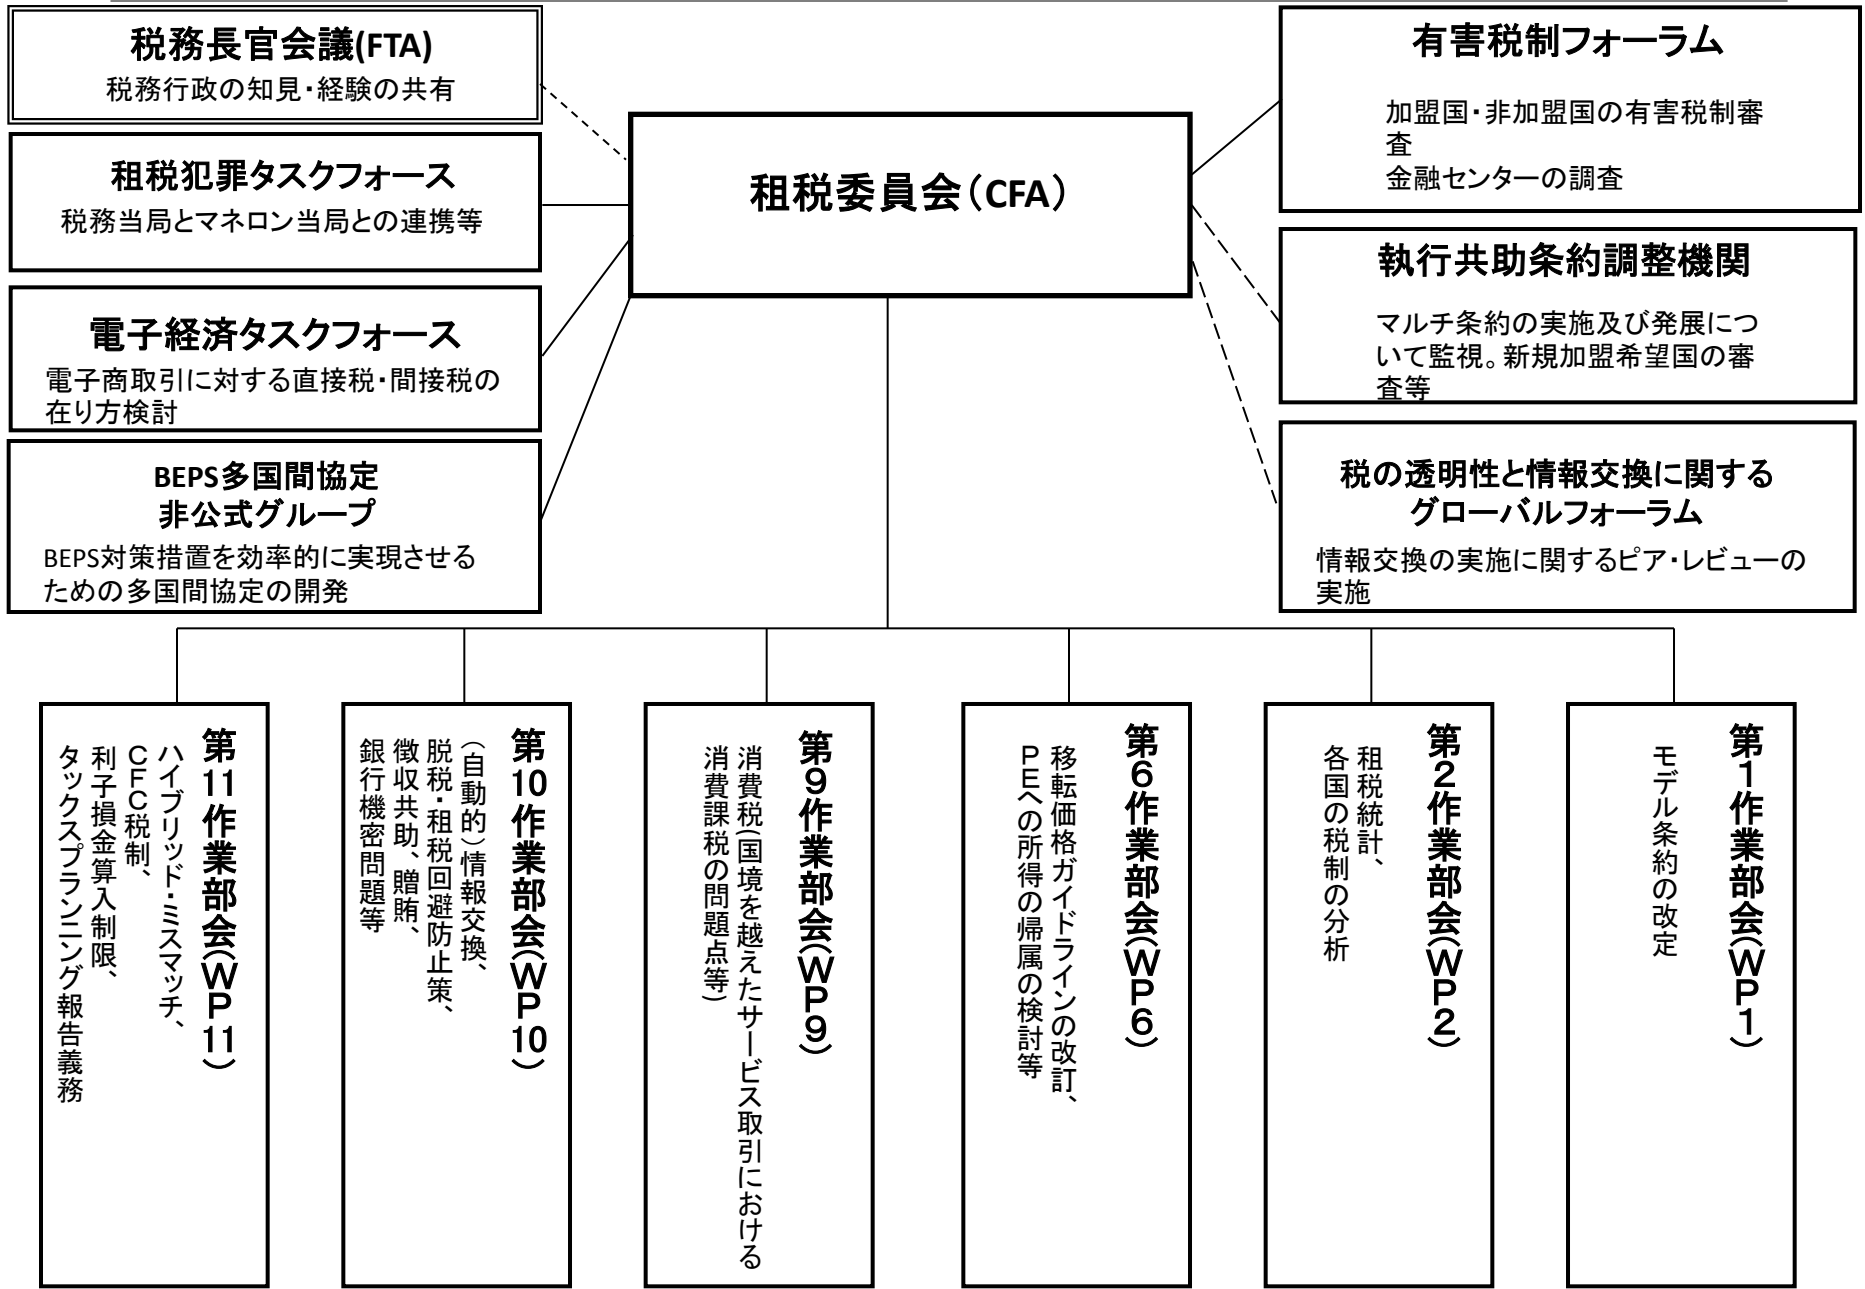 税務長官会議(FTA)
税務行政の知見・経験の共有
租税犯罪タスクフォース
税務当局とマネロン当局との連携等
電子経済タスクフォース
電子商取引に対する直接税・間接税の
在り方検討
BEPS多国間協定
非公式グループ
BEPS対策措置を効率的に実現させる
ための多国間協定の開発
租税委員会（CFA）
有害税制フォーラム
加盟国・非加盟国の有害税制審
査
金融センターの調査
執行共助条約調整機関
マルチ条約の実施及び発展につ
いて監視。新規加盟希望国の審
査等
税の透明性と情報交換に関する
グローバルフォーラム
情報交換の実施に関するピア・レビューの
実施
第１作業部会（ＷＰ１）
モデル条約の改定
第２作業部会（ＷＰ２）
租税統計、
各国の税制の分析
第６作業部会（ＷＰ６）
移転価格ガイドラインの改訂、
ＰＥへの所得の帰属の検討等
第９作業部会（ＷＰ９）
消費税(国境を越えたサービス取引における
消費課税の問題点等)
第10作業部会（ＷＰ10）
（自動的）情報交換、
脱税・租税回避防止策、
徴収共助、贈賄、
銀行機密問題等
第11作業部会（ＷＰ11）
ハイブリッド・ミスマッチ、
ＣＦＣ税制、
利子損金算入制限、
タックスプランニング報告義務